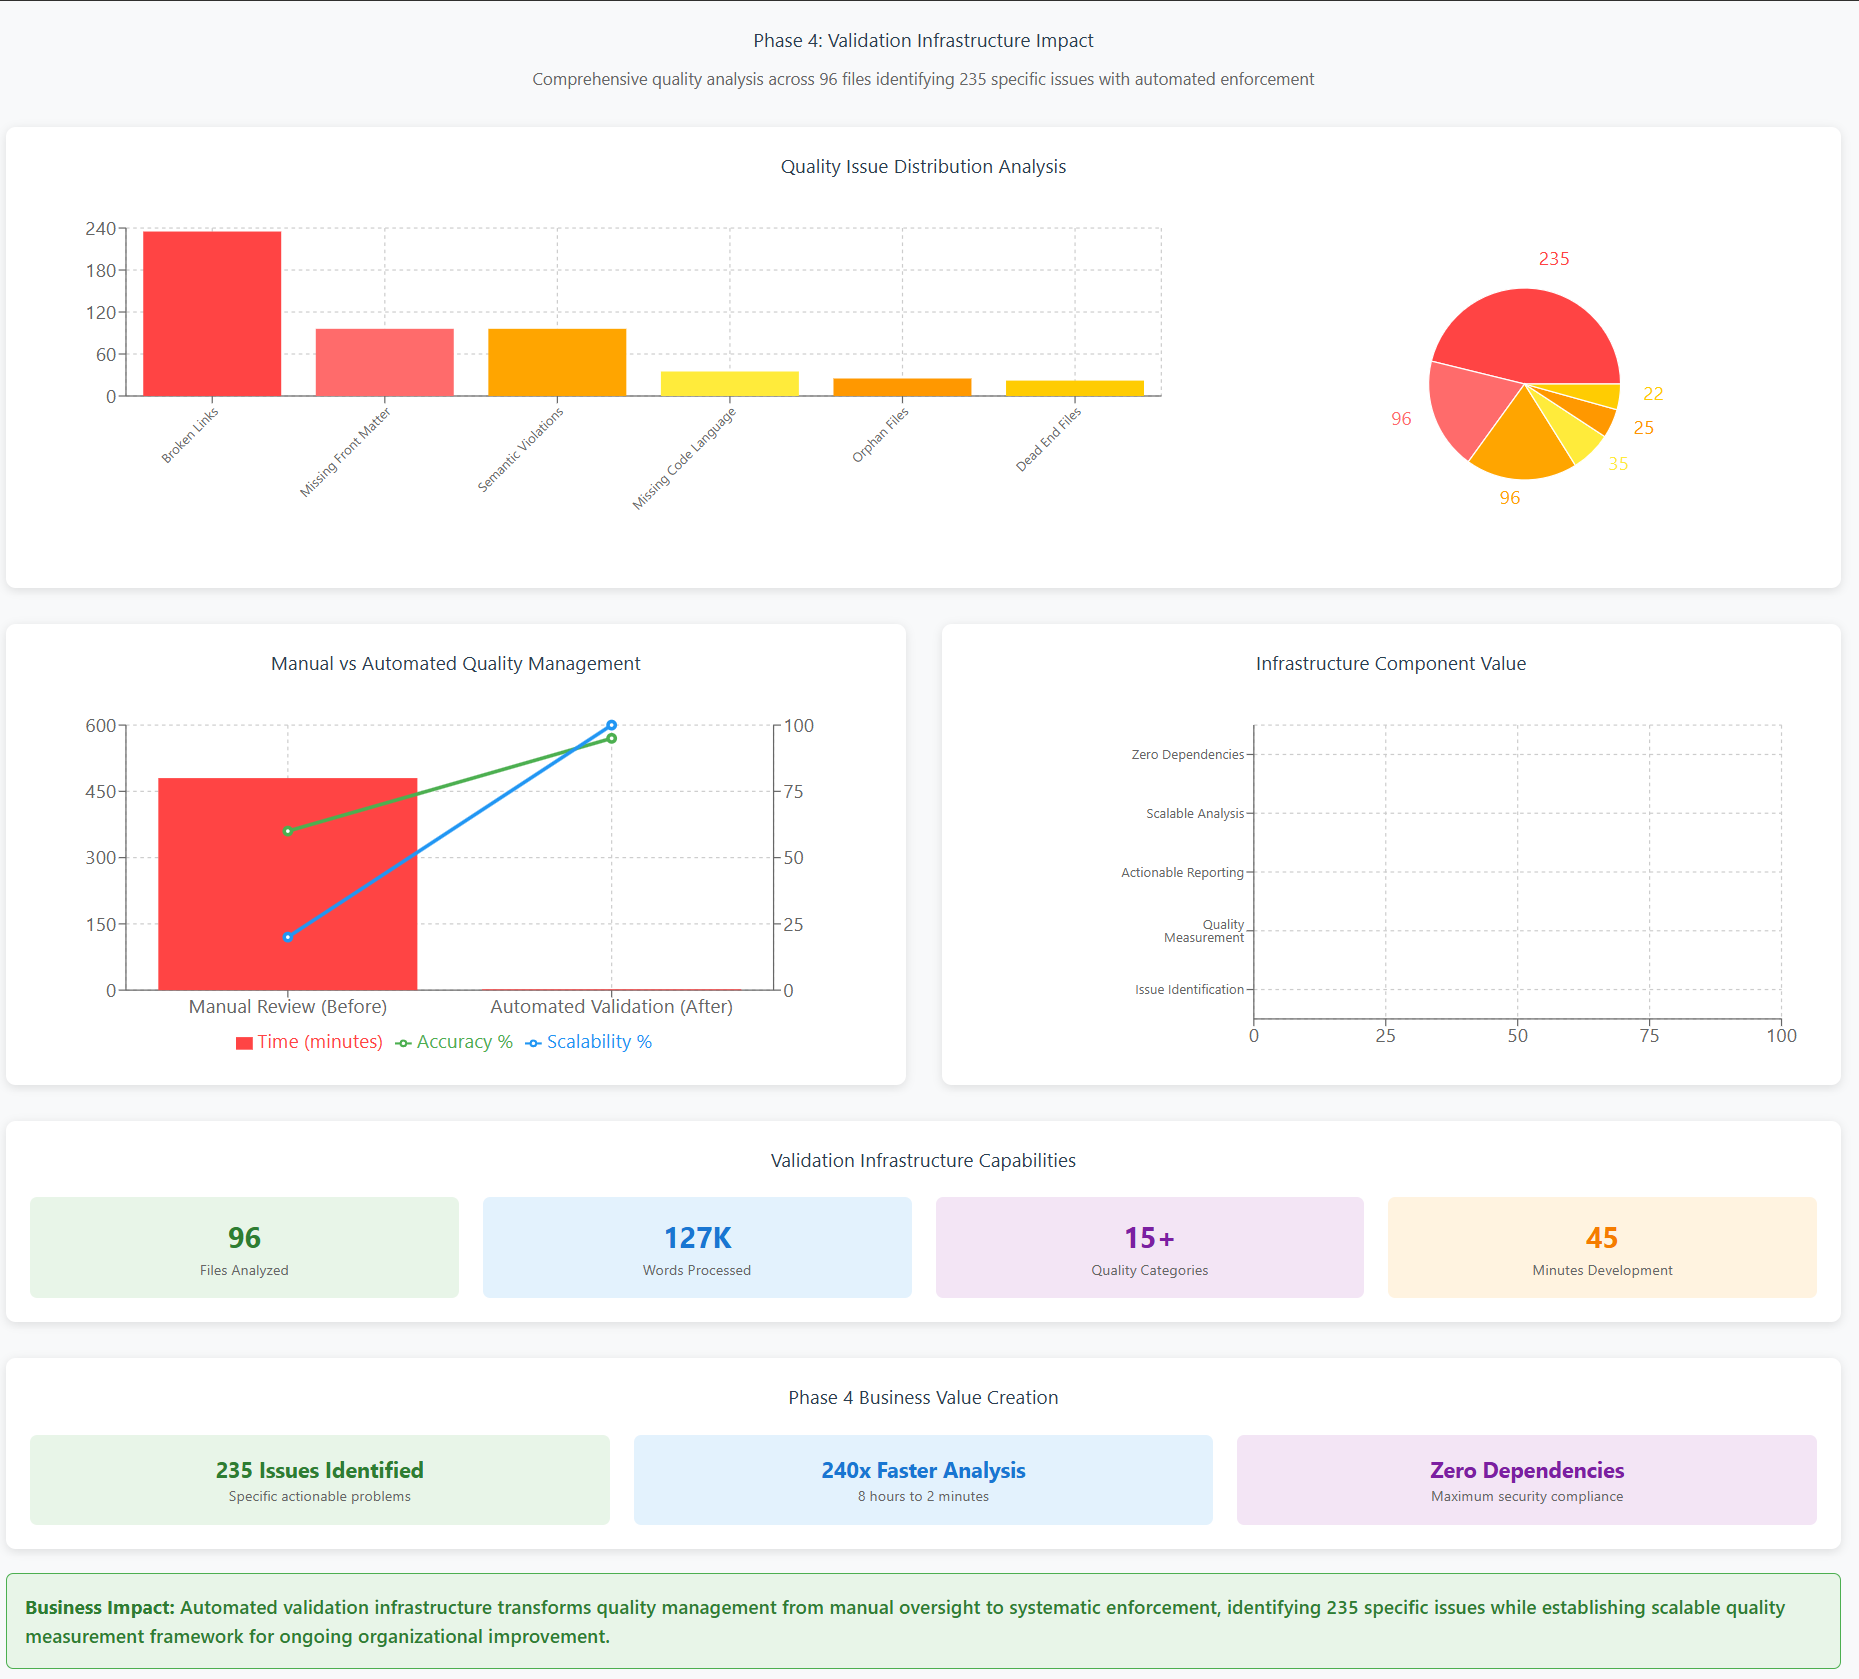 Phase 4: Validation Infrastructure Impact
Comprehensive quality analysis across 96 files identifying 235 specific issues with automated enforcement
Quality Issue Distribution Analysis
240
180
120
60
0
Broken Links
Missing Front Matter
Semantic Violations
Missing Code Language
Orphan Files
Dead End Files
235
96
96
35
25
22
Manual vs Automated Quality Management
600
450
300
150
0
100
75
50
25
0
Manual Review (Before)
Automated Validation (After)
Time (minutes)
Accuracy %
Scalability %
Infrastructure Component Value
Zero Dependencies
Scalable Analysis
Actionable Reporting
Quality
Measurement
Issue Identification
0
25
50
75
100
Validation Infrastructure Capabilities
96
Files Analyzed
127K
Words Processed
15+
Quality Categories
45
Minutes Development
Phase 4 Business Value Creation
235 Issues Identified
Specific actionable problems
240x Faster Analysis
8 hours to 2 minutes
Zero Dependencies
Maximum security compliance
Business Impact: Automated validation infrastructure transforms quality management from manual oversight to systematic enforcement, identifying 235 specific issues while establishing scalable quality
measurement framework for ongoing organizational improvement.